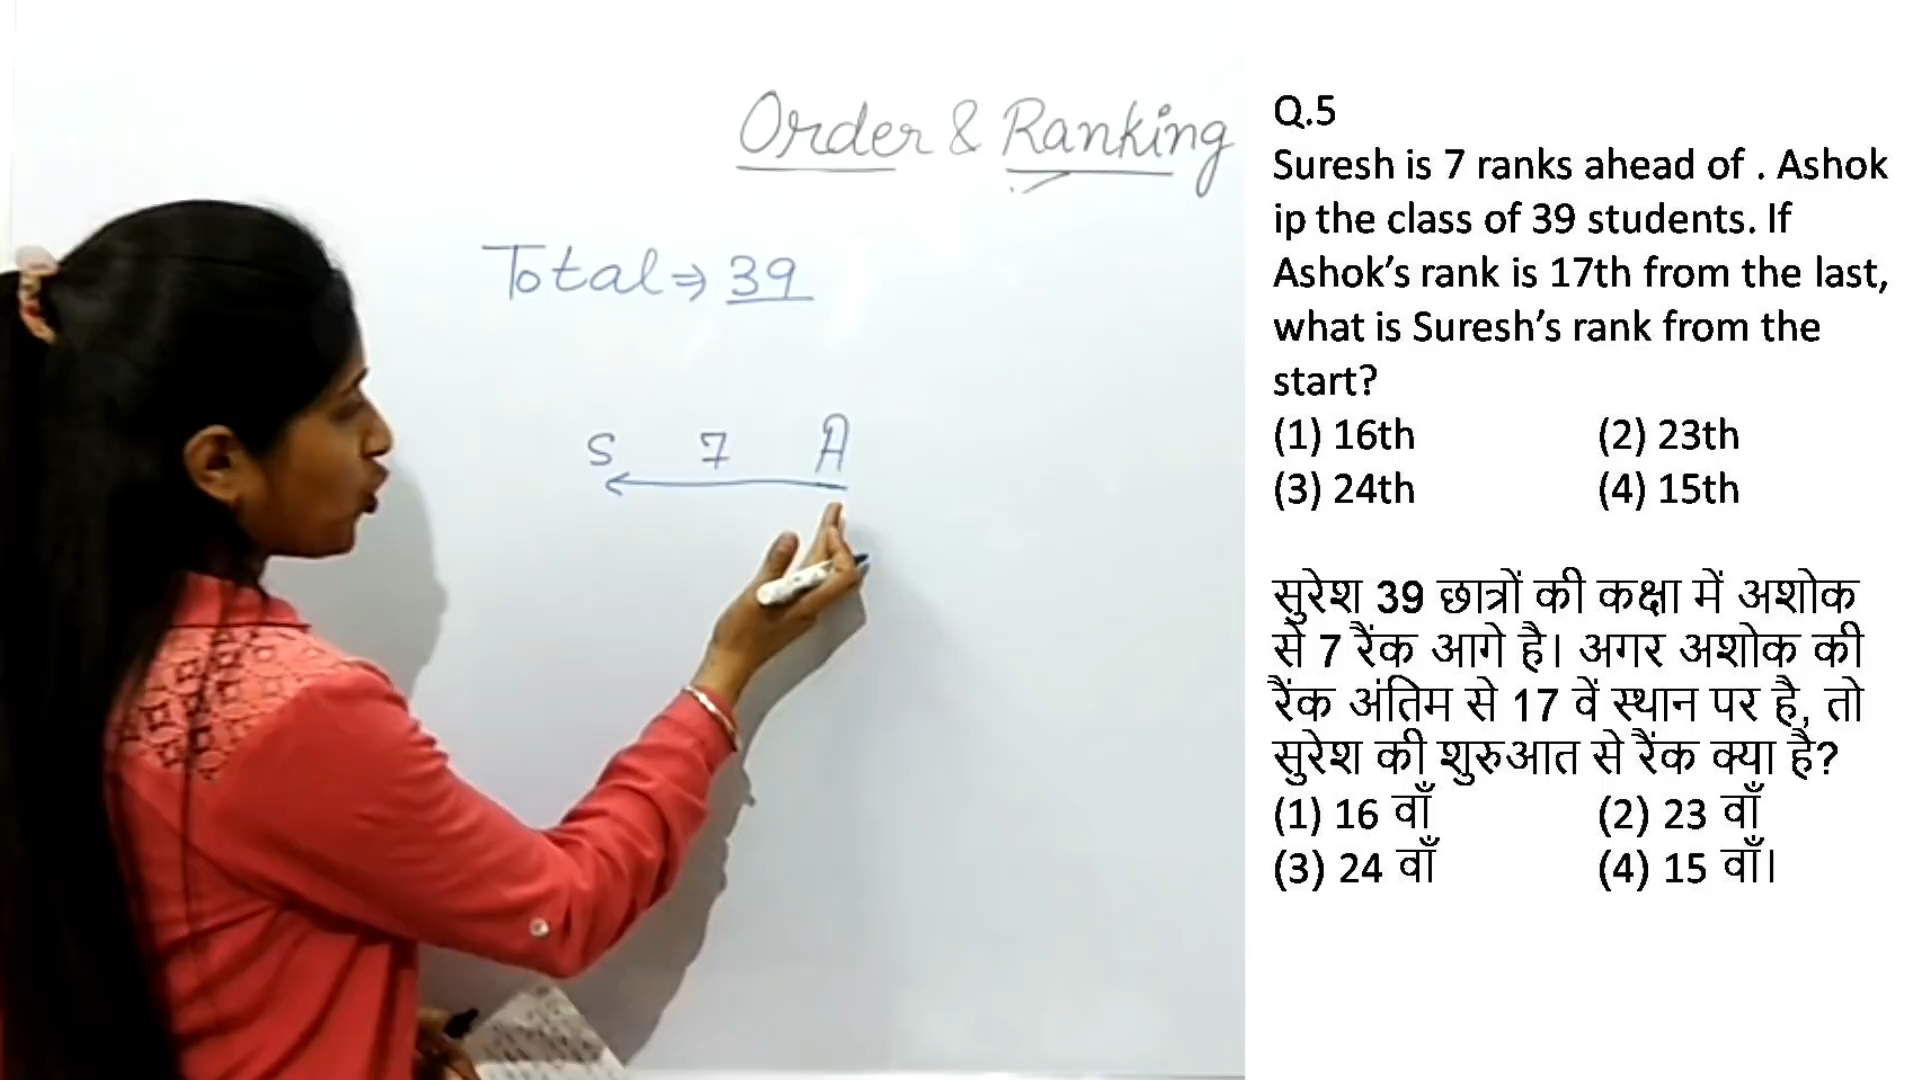 Order & Ranking
Total ⇒ 39
S 7 A
Q.5
Suresh is 7 ranks ahead of . Ashok
ip the class of 39 students. If
Ashok’s rank is 17th from the last,
what is Suresh’s rank from the
start?
(1) 16th (2) 23th
(3) 24th (4) 15th
सुरेश 39 छात्रों की कक्षा में अशोक
से 7 रैंक आगे है। अगर अशोक की
रैंक अंतिम से 17 वें स्थान पर है, तो
सुरेश की शुरुआत से रैंक क्या है?
(1) 16 वाँ (2) 23 वाँ
(3) 24 वाँ (4) 15 वाँ।